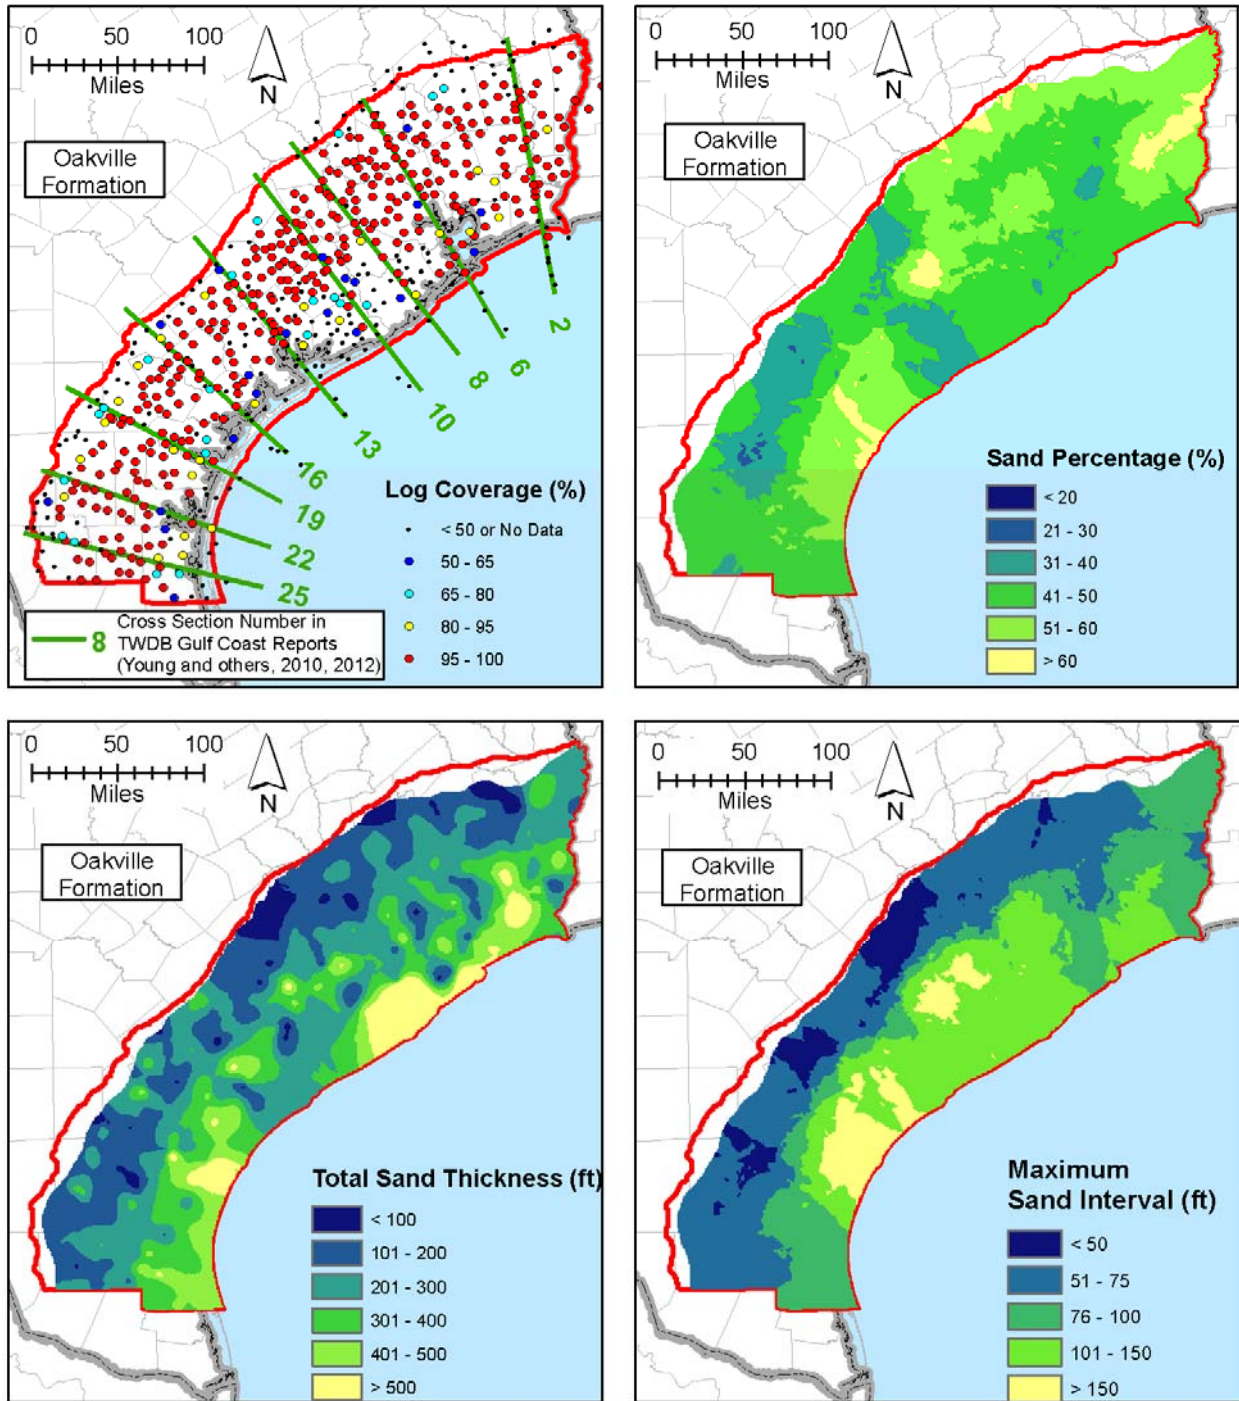 0 50 100
Miles
N
Oakville
Formation
2
6
8
10
13
16
19
22
25
Log Coverage (%)
< 50 or No Data
50 - 65
65 - 80
80 - 95
95 - 100
8 Cross Section Number in
TWDB Gulf Coast Reports
(Young and others, 2010, 2012)
0 50 100
Miles
N
Oakville
Formation
Sand Percentage (%)
< 20
21 - 30
31 - 40
41 - 50
51 - 60
> 60
0 50 100
Miles
N
Oakville
Formation
Total Sand Thickness (ft)
< 100
101 - 200
201 - 300
301 - 400
401 - 500
> 500
0 50 100
Miles
N
Oakville
Formation
Maximum
Sand Interval (ft)
< 50
51 - 75
76 - 100
101 - 150
> 150